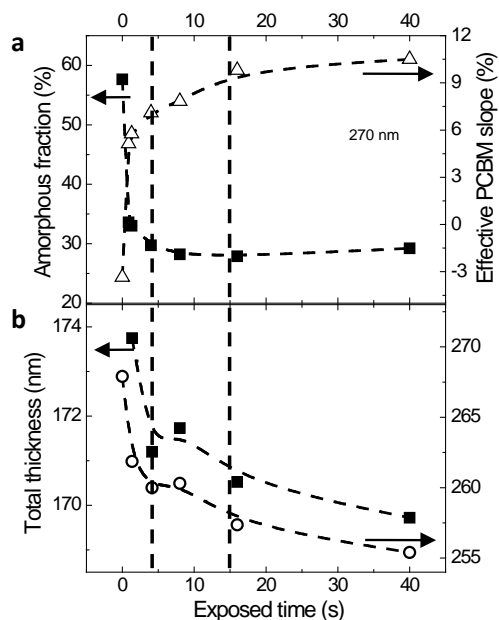 0 10 20 30 40
a
60
50
40
30
20
Amorphous fraction (%)
12
9
6
3
0
-3
Effective PCBM slope (%)
270 nm
b
174
172
170
Total thickness (nm)
270
265
260
255
0 10 20 30 40
Exposed time (s)